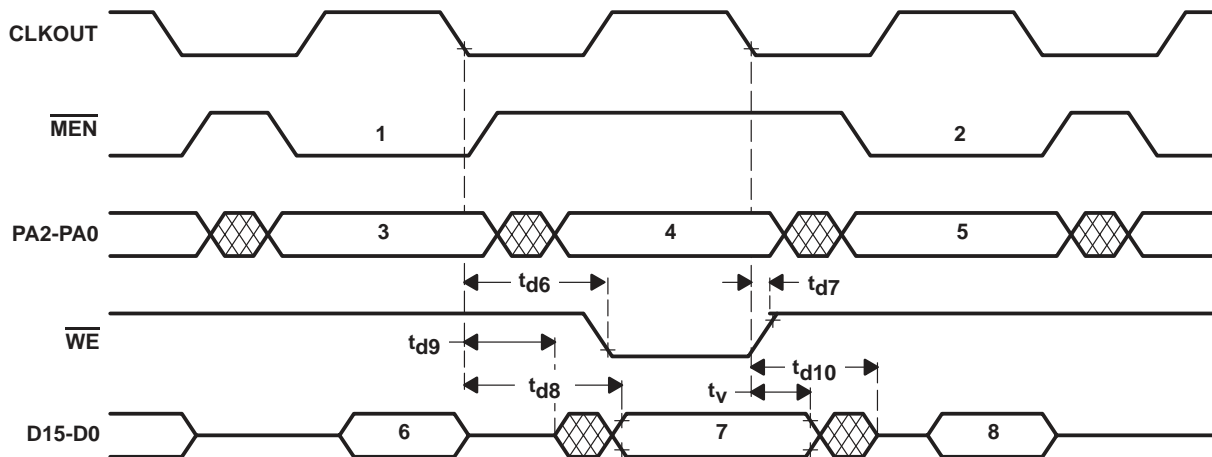 CLKOUT
MEN
1
2
PA2-PA0
3
4
5
td6
td7
WE
td9
td10
td8
tv
D15-D0
6
7
8